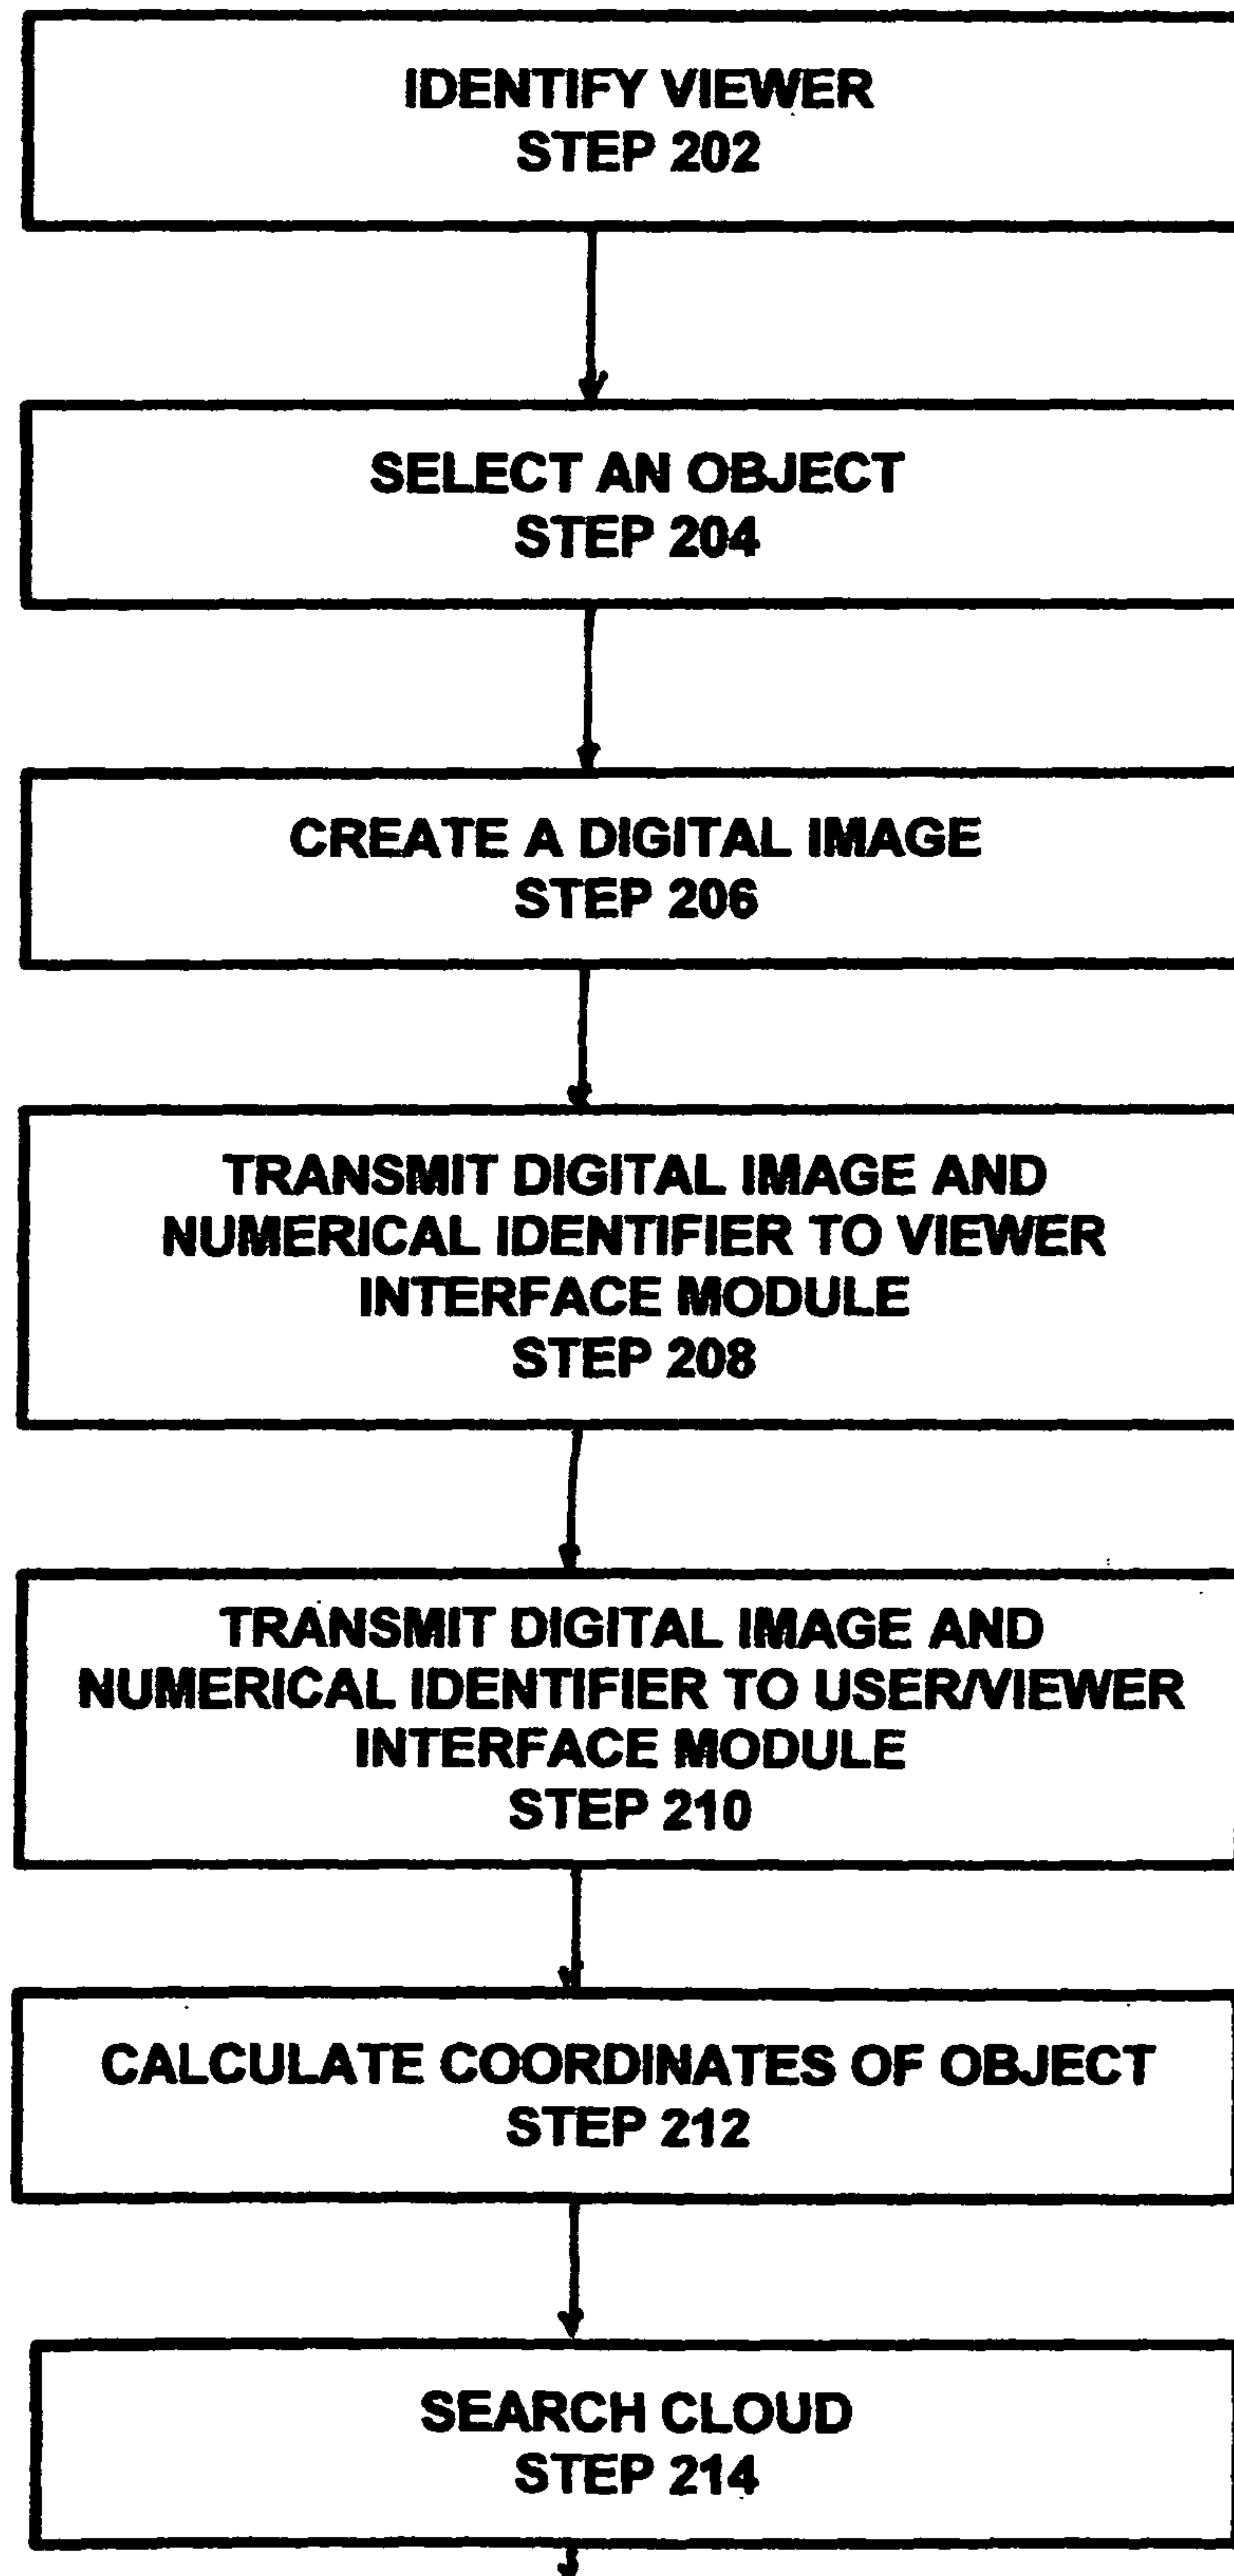 IDENTIFY VIEWER
STEP 202
SELECT AN OBJECT
STEP 204
CREATE A DIGITAL IMAGE
STEP 206
TRANSMIT DIGITAL IMAGE AND
NUMERICAL IDENTIFIER TO VIEWER
INTERFACE MODULE
STEP 208
TRANSMIT DIGITAL IMAGE AND
NUMERICAL IDENTIFIER TO USER/VIEWER
INTERFACE MODULE
STEP 210
CALCULATE COORDINATES OF OBJECT
STEP 212
SEARCH CLOUD
STEP 214